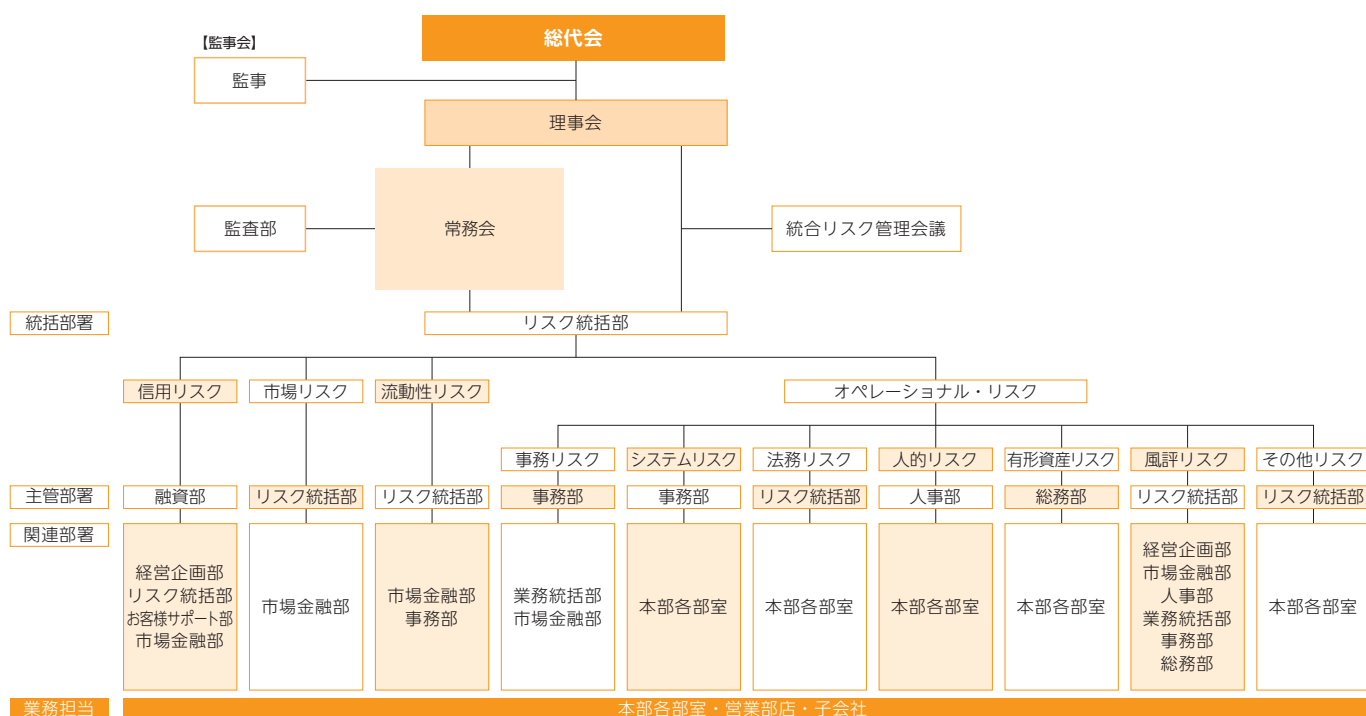 総代会
【監事会】
監事
理事会
監査部
常務会
統合リスク管理会議
統括部署
リスク統括部
信用リスク
市場リスク
流動性リスク
オペレーショナル・リスク
事務リスク
システムリスク
法務リスク
人的リスク
有形資産リスク
風評リスク
その他リスク
主管部署
融資部
リスク統括部
リスク統括部
事務部
事務部
リスク統括部
人事部
総務部
リスク統括部
リスク統括部
関連部署
経営企画部
リスク統括部
お客様サポート部
市場金融部
市場金融部
市場金融部
事務部
業務統括部
市場金融部
本部各部室
本部各部室
本部各部室
本部各部室
経営企画部
市場金融部
人事部
業務統括部
事務部
総務部
本部各部室
業務担当
本部各部室・営業部店・子会社